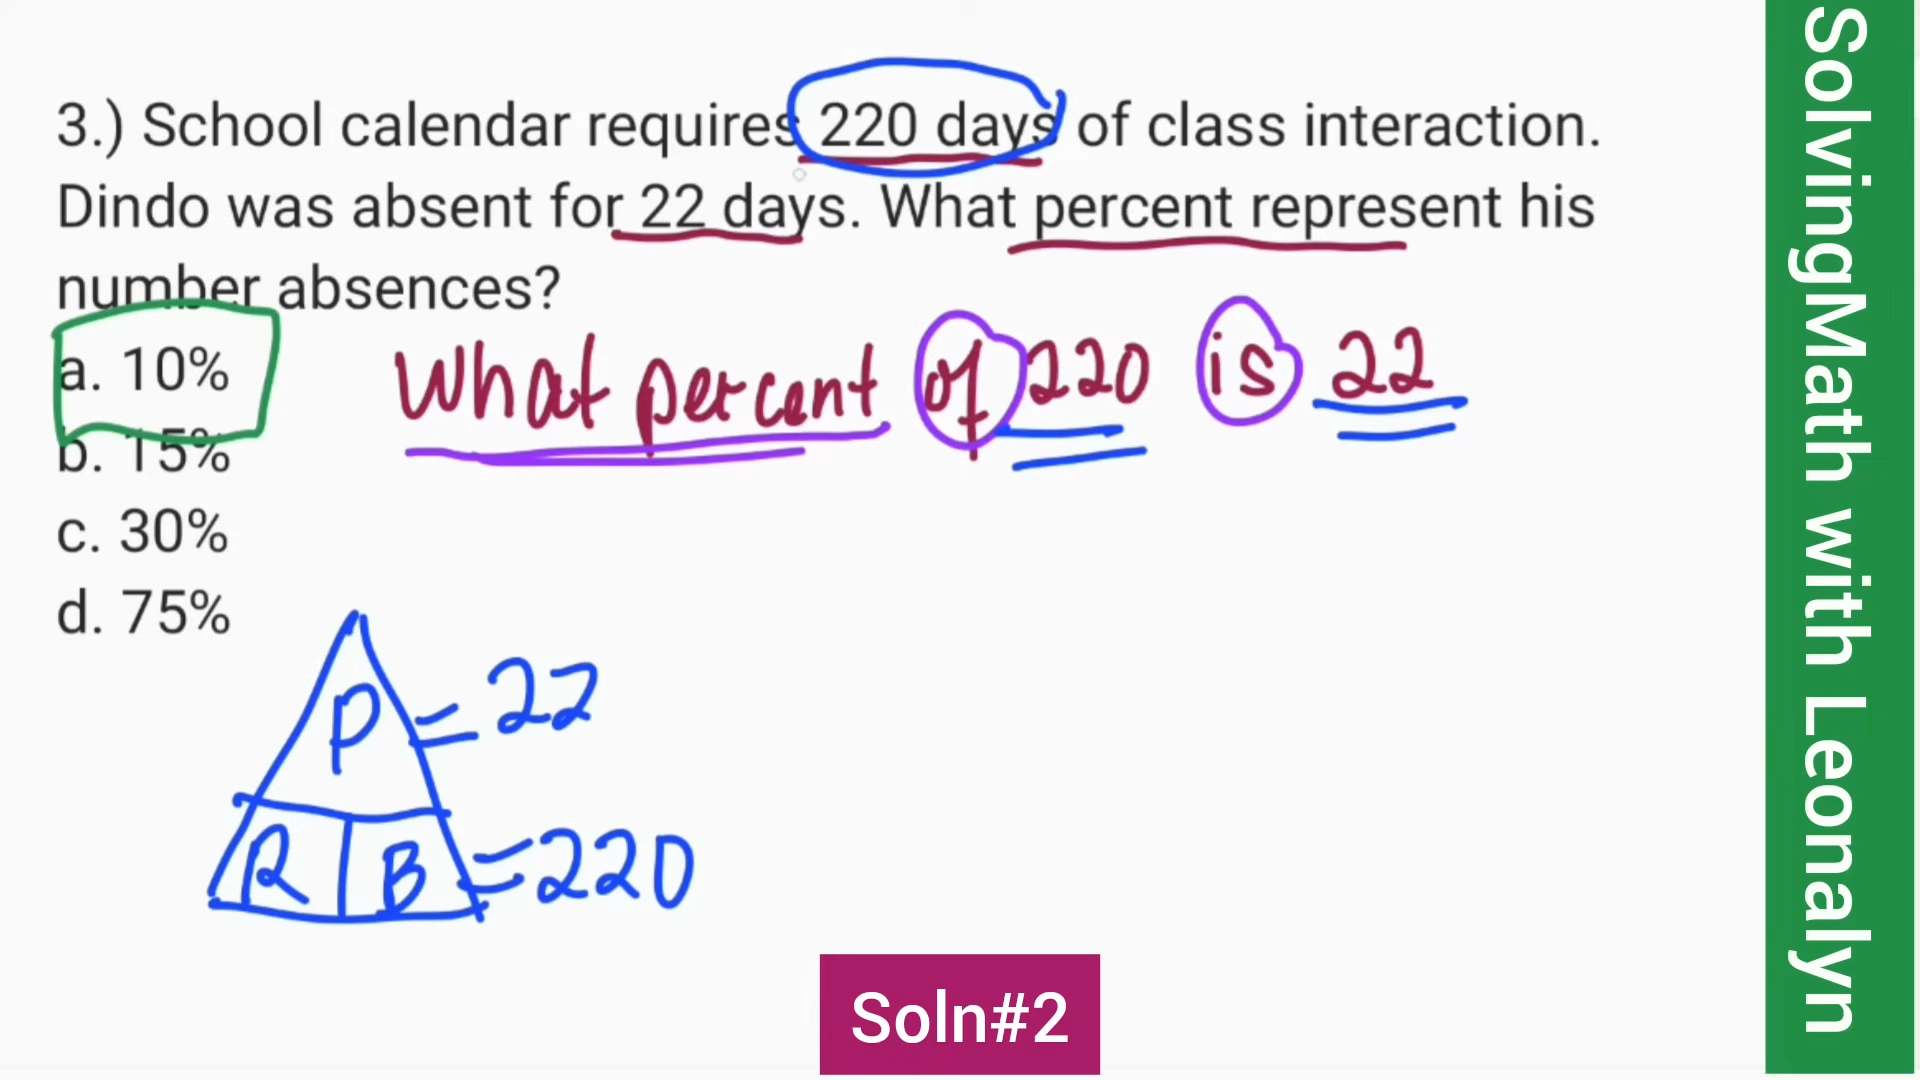 3.) School calendar requires 220 days of class interaction.
Dindo was absent for 22 days. What percent represent his
number absences?
a. 10%
What percent of 220 is 22
b. 15%
c. 30%
d. 75%
P = 22
R B = 220
Soln#2
SolvingMath with Leonalyn